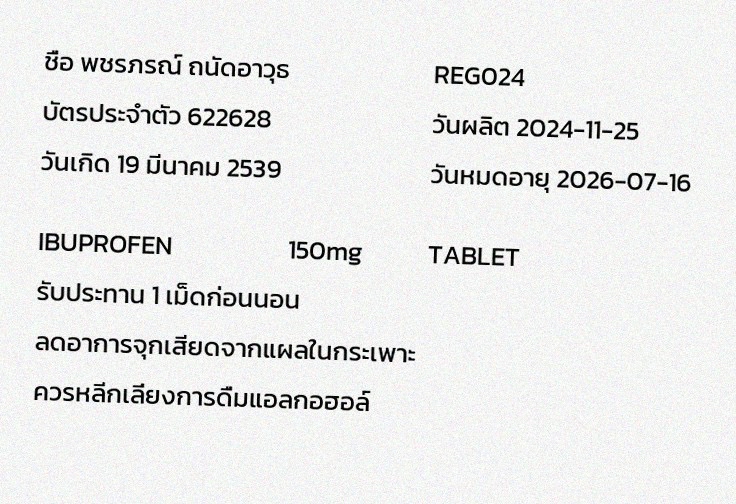 ชื่อ พชรภรณ์ ถนัดอาวุธ
REG024
บัตรประจำตัว 622628
วันผลิต 2024-11-25
วันเกิด 19 มีนาคม 2539
วันหมดอายุ 2026-07-16
IBUPROFEN 150mg TABLET
รับประทาน 1 เม็ดก่อนนอน
ลดอาการจุกเสียดจากแผลในกระเพาะ
ควรหลีกเลี่ยงการดื่มแอลกอฮอล์